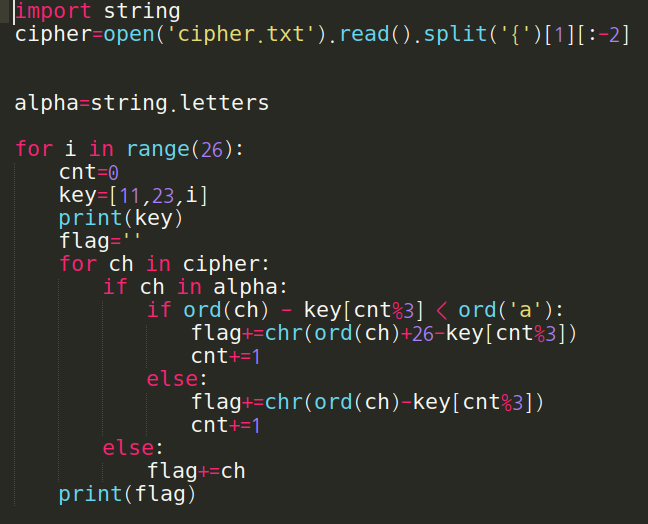 import string
cipher=open('cipher.txt').read().split('{')[1][:-2]
alpha=string.letters
for i in range(26):
    cnt=0
    key=[11,23,i]
    print(key)
    flag=''
    for ch in cipher:
        if ch in alpha:
            if ord(ch) - key[cnt%3] < ord('a'):
                flag+=chr(ord(ch)+26-key[cnt%3])
                cnt+=1
            else:
                flag+=chr(ord(ch)-key[cnt%3])
                cnt+=1
        else:
            flag+=ch
    print(flag)